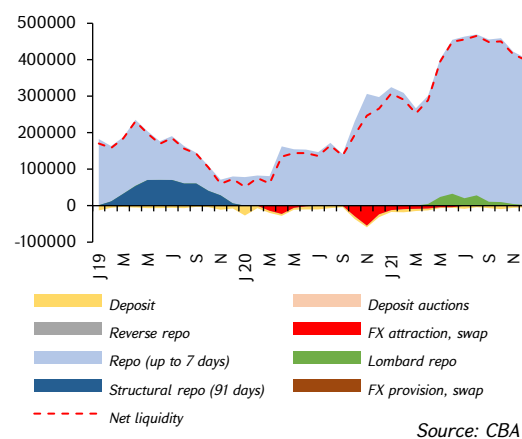 500000
400000
300000
200000
100000
0
-100000
J 19
M
M
J
S
N
J 20
M
M
J
S
N
J 21
M
M
J
S
N
Deposit
Deposit auctions
Reverse repo
FX attraction, swap
Repo (up to 7 days)
Lombard repo
Structural repo (91 days)
FX provision, swap
Net liquidity
Source: CBA